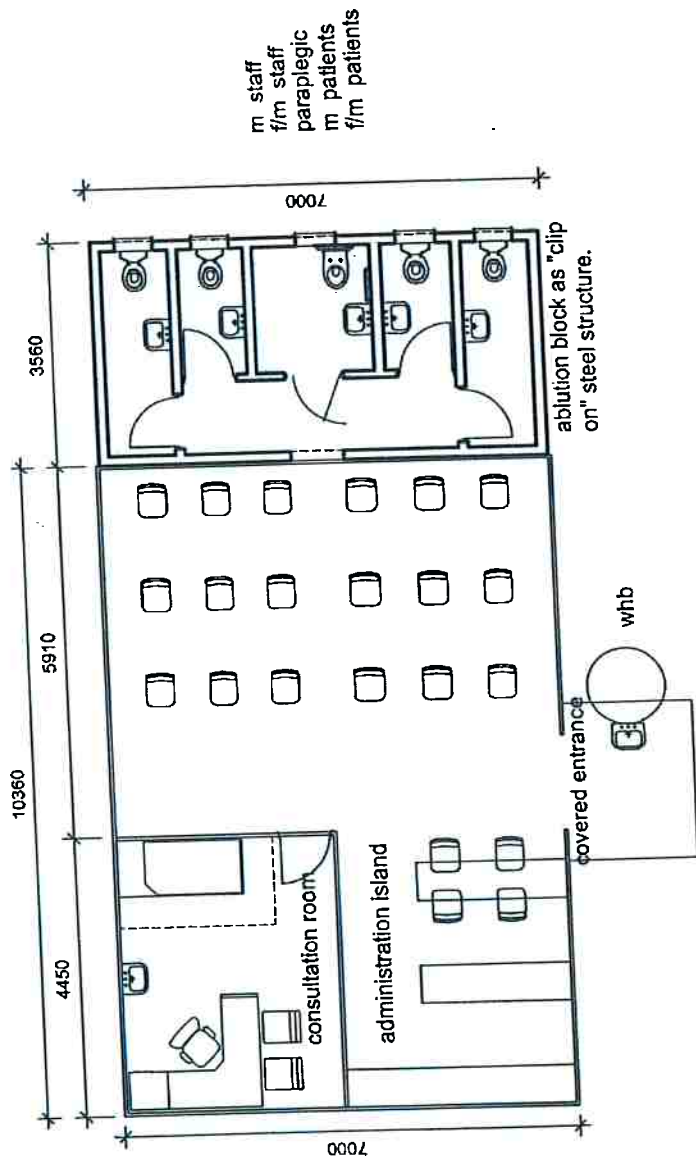 m staff
f/m staff
paraplegic
m patients
f/m patients
7000
3560
10360
5910
4450
7000
ablution block as "clip
on" steel structure.
whb
covered entrance
administration island
consultation room